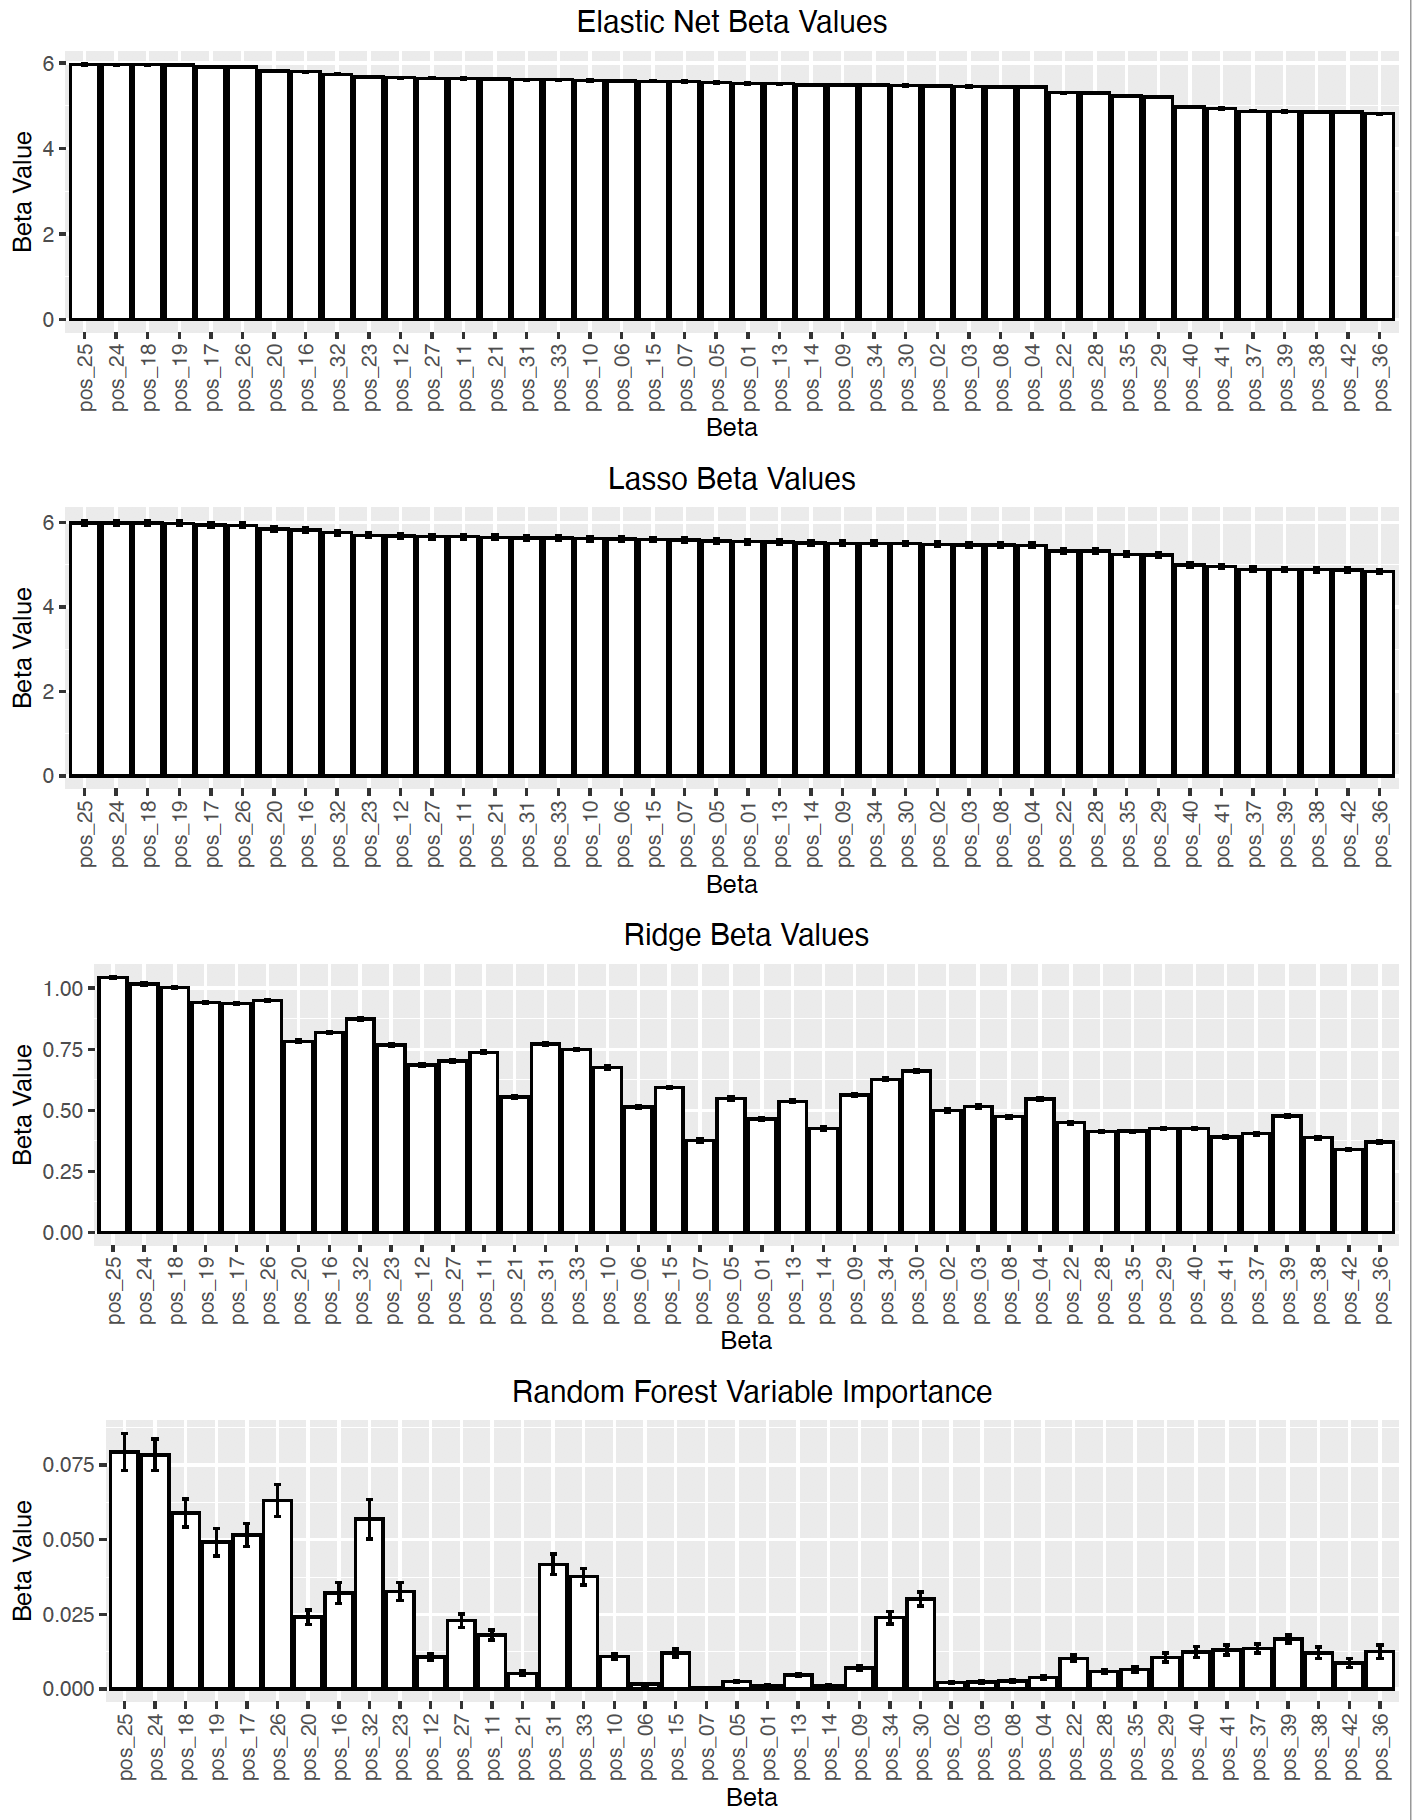 Elastic Net Beta Values
Beta Value
6
4
2
0
pos_25 pos_24 pos_18 pos_19 pos_17 pos_26 pos_20 pos_16 pos_32 pos_23 pos_12 pos_27 pos_11 pos_21 pos_31 pos_33 pos_10 pos_06 pos_15 pos_07 pos_05 pos_01 pos_13 pos_14 pos_09 pos_34 pos_30 pos_02 pos_03 pos_08 pos_04 pos_22 pos_28 pos_35 pos_29 pos_40 pos_41 pos_37 pos_39 pos_38 pos_42 pos_36
Beta
Lasso Beta Values
Beta Value
6
4
2
0
pos_25 pos_24 pos_18 pos_19 pos_17 pos_26 pos_20 pos_16 pos_32 pos_23 pos_12 pos_27 pos_11 pos_21 pos_31 pos_33 pos_10 pos_06 pos_15 pos_07 pos_05 pos_01 pos_13 pos_14 pos_09 pos_34 pos_30 pos_02 pos_03 pos_08 pos_04 pos_22 pos_28 pos_35 pos_29 pos_40 pos_41 pos_37 pos_39 pos_38 pos_42 pos_36
Beta
Ridge Beta Values
Beta Value
1.00
0.75
0.50
0.25
0.00
pos_25 pos_24 pos_18 pos_19 pos_17 pos_26 pos_20 pos_16 pos_32 pos_23 pos_12 pos_27 pos_11 pos_21 pos_31 pos_33 pos_10 pos_06 pos_15 pos_07 pos_05 pos_01 pos_13 pos_14 pos_09 pos_34 pos_30 pos_02 pos_03 pos_08 pos_04 pos_22 pos_28 pos_35 pos_29 pos_40 pos_41 pos_37 pos_39 pos_38 pos_42 pos_36
Beta
Random Forest Variable Importance
Beta Value
0.075
0.050
0.025
0.000
pos_25 pos_24 pos_18 pos_19 pos_17 pos_26 pos_20 pos_16 pos_32 pos_23 pos_12 pos_27 pos_11 pos_21 pos_31 pos_33 pos_10 pos_06 pos_15 pos_07 pos_05 pos_01 pos_13 pos_14 pos_09 pos_34 pos_30 pos_02 pos_03 pos_08 pos_04 pos_22 pos_28 pos_35 pos_29 pos_40 pos_41 pos_37 pos_39 pos_38 pos_42 pos_36
Beta